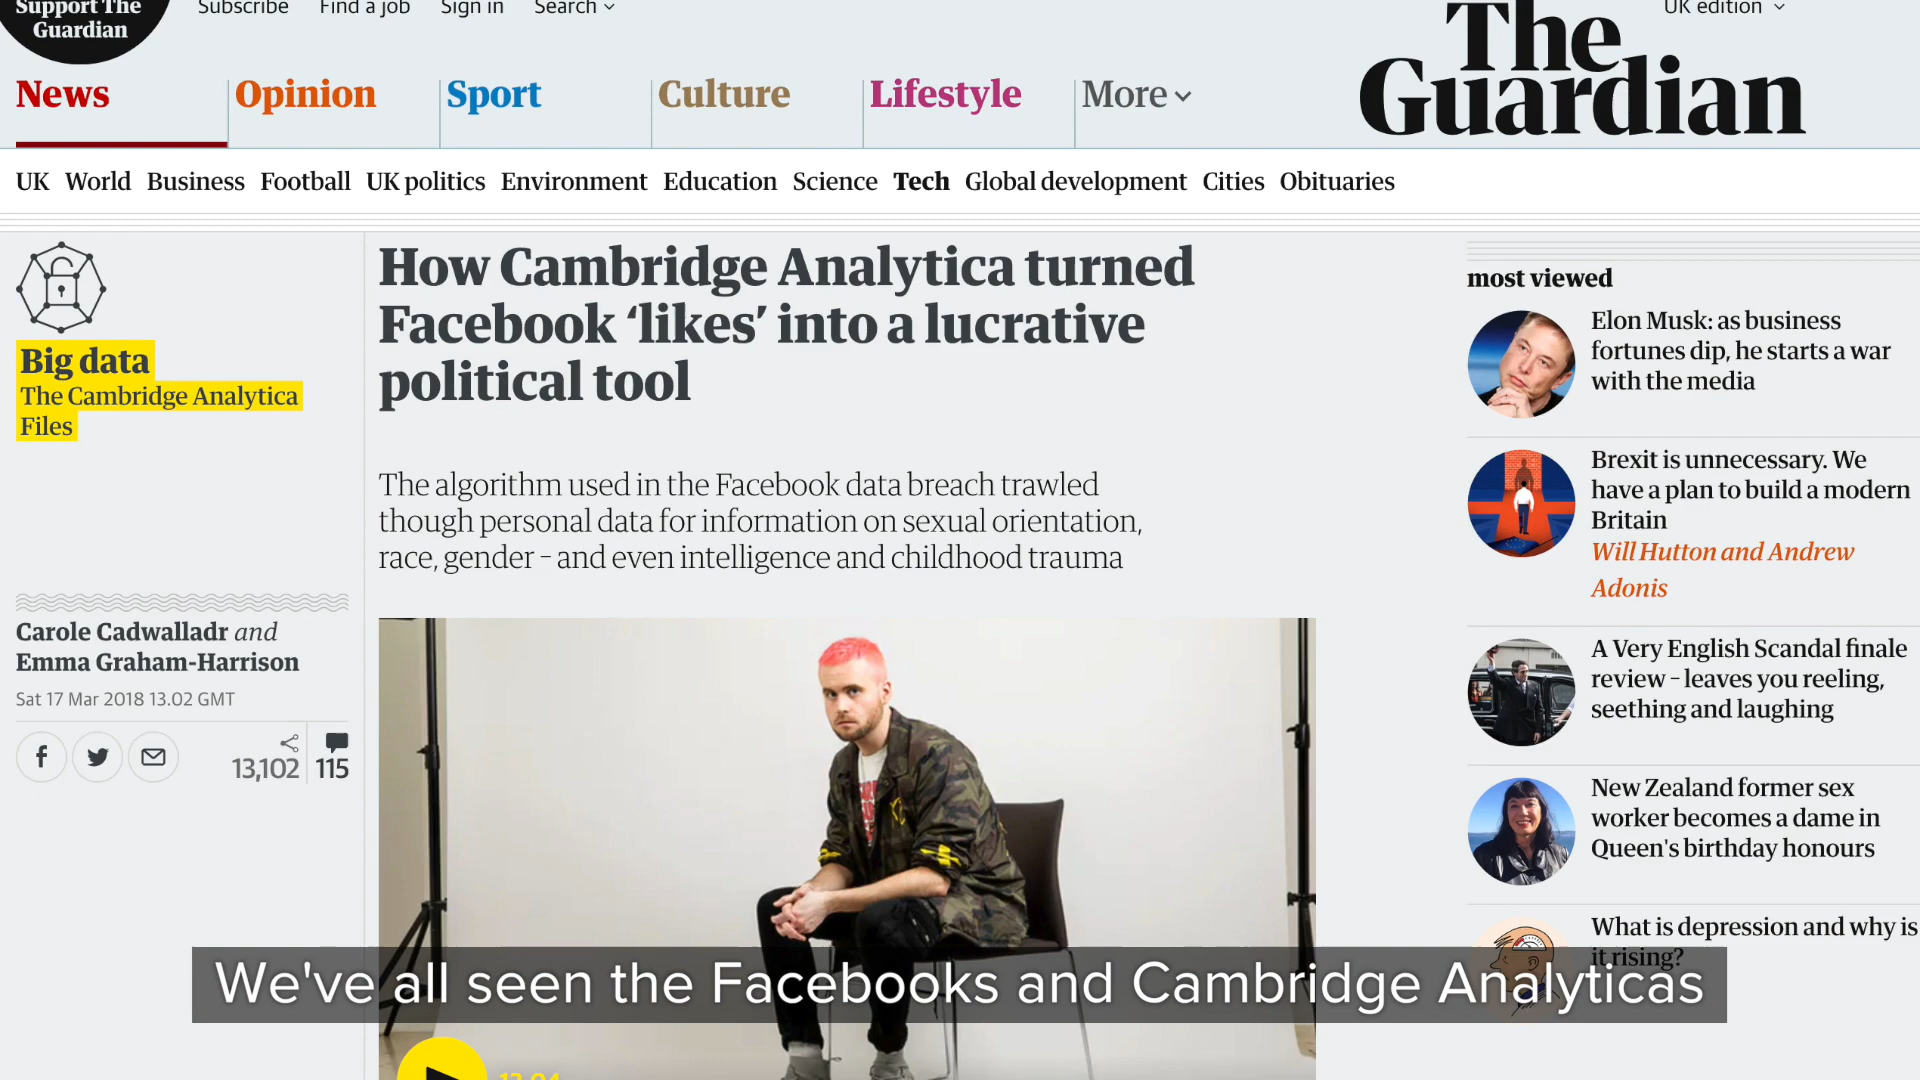 Support The
Guardian
Subscribe
Find a job
Sign in
Search
UK edition
The
Guardian
News
Opinion
Sport
Culture
Lifestyle
More
UK World Business Football UK politics Environment Education Science Tech Global development Cities Obituaries
Big data
The Cambridge Analytica
Files
Carole Cadwalladr and
Emma Graham-Harrison
Sat 17 Mar 2018 13.02 GMT
13,102
115
How Cambridge Analytica turned
Facebook ‘likes’ into a lucrative
political tool
The algorithm used in the Facebook data breach trawled
though personal data for information on sexual orientation,
race, gender – and even intelligence and childhood trauma
most viewed
Elon Musk: as business
fortunes dip, he starts a war
with the media
Brexit is unnecessary. We
have a plan to build a modern
Britain
Will Hutton and Andrew
Adonis
A Very English Scandal finale
review – leaves you reeling,
seething and laughing
New Zealand former sex
worker becomes a dame in
Queen's birthday honours
What is depression and why is
it rising?
We've all seen the Facebooks and Cambridge Analyticas